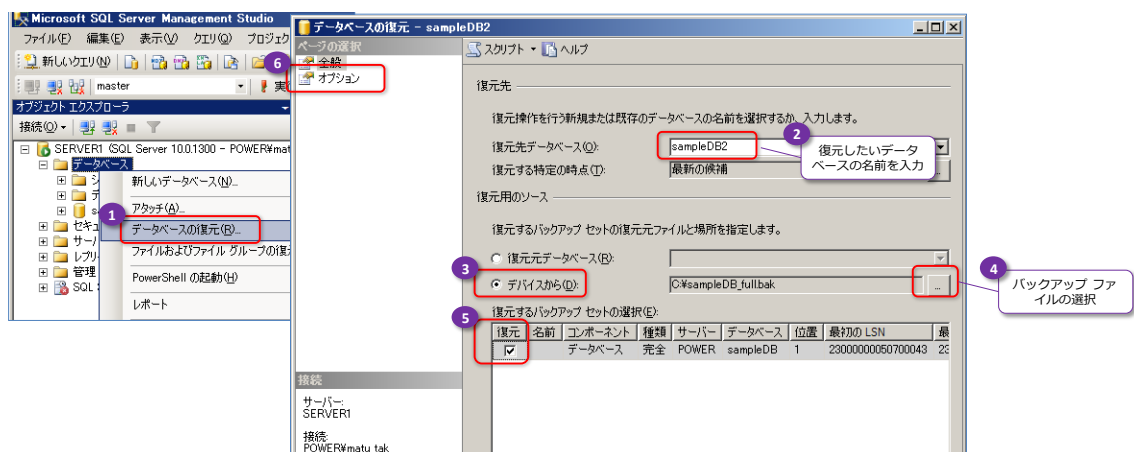 Microsoft SQL Server Management Studio
ファイル(F) 編集(E) 表示(V) クエリ(Q) プロジェク
新しいクエリ(N)
master
オブジェクト エクスプローラ
接続(O)
SERVER1 (SQL Server 10.0.1300 - POWER¥mat
データベース
1
新しいデータベース(N)...
アタッチ(A)...
データベースの復元(R)...
ファイルおよびファイル グループの復
PowerShell の起動(H)
レポート
セキュ
サーバ
レプリ
管理
SQL
データベースの復元 - sampleDB2
ページの選択
6
全般
オプション
スクリプト ヘルプ
復元先
復元操作を行う新規または既存のデータベースの名前を選択するか、入力します。
復元先データベース(O):
sampleDB2
2
復元したいデータ
ベースの名前を入力
復元する特定の時点(T):
最新の候補
...
復元用のソース
復元するバックアップ セットの復元元ファイルと場所を指定します。
復元元データベース(R):
3
デバイスから(D):
C:¥sampleDB_full.bak
...
4
バックアップ ファ
イルの選択
復元するバックアップ セットの選択(E):
5
復元 名前 コンポーネント 種類 サーバー データベース 位置 最初の LSN 最
データベース 完全 POWER sampleDB 1 23000000050700043 23
接続
サーバー:
SERVER1
接続:
POWER¥matu_tak